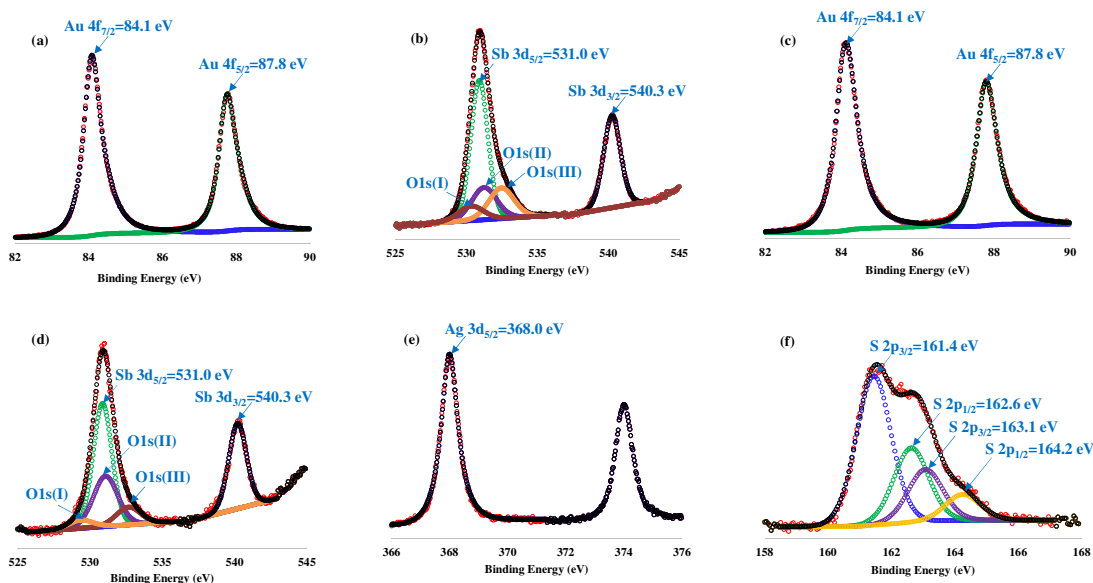 (a)
Au 4f7/2=84.1 eV
Au 4f5/2=87.8 eV
82 84 86 88 90
Binding Energy (eV)
(b)
Sb 3d5/2=531.0 eV
Sb 3d3/2=540.3 eV
O1s(II)
O1s(I)
O1s(III)
525 530 535 540 545
Binding Energy (eV)
(c)
Au 4f7/2=84.1 eV
Au 4f5/2=87.8 eV
82 84 86 88 90
Binding Energy (eV)
(d)
Sb 3d5/2=531.0 eV
Sb 3d3/2=540.3 eV
O1s(II)
O1s(III)
O1s(I)
525 530 535 540 545
Binding Energy (eV)
(e)
Ag 3d5/2=368.0 eV
366 368 370 372 374 376
Binding Energy (eV)
(f)
S 2p3/2=161.4 eV
S 2p1/2=162.6 eV
S 2p3/2=163.1 eV
S 2p1/2=164.2 eV
158 160 162 164 166 168
Binding Energy (eV)